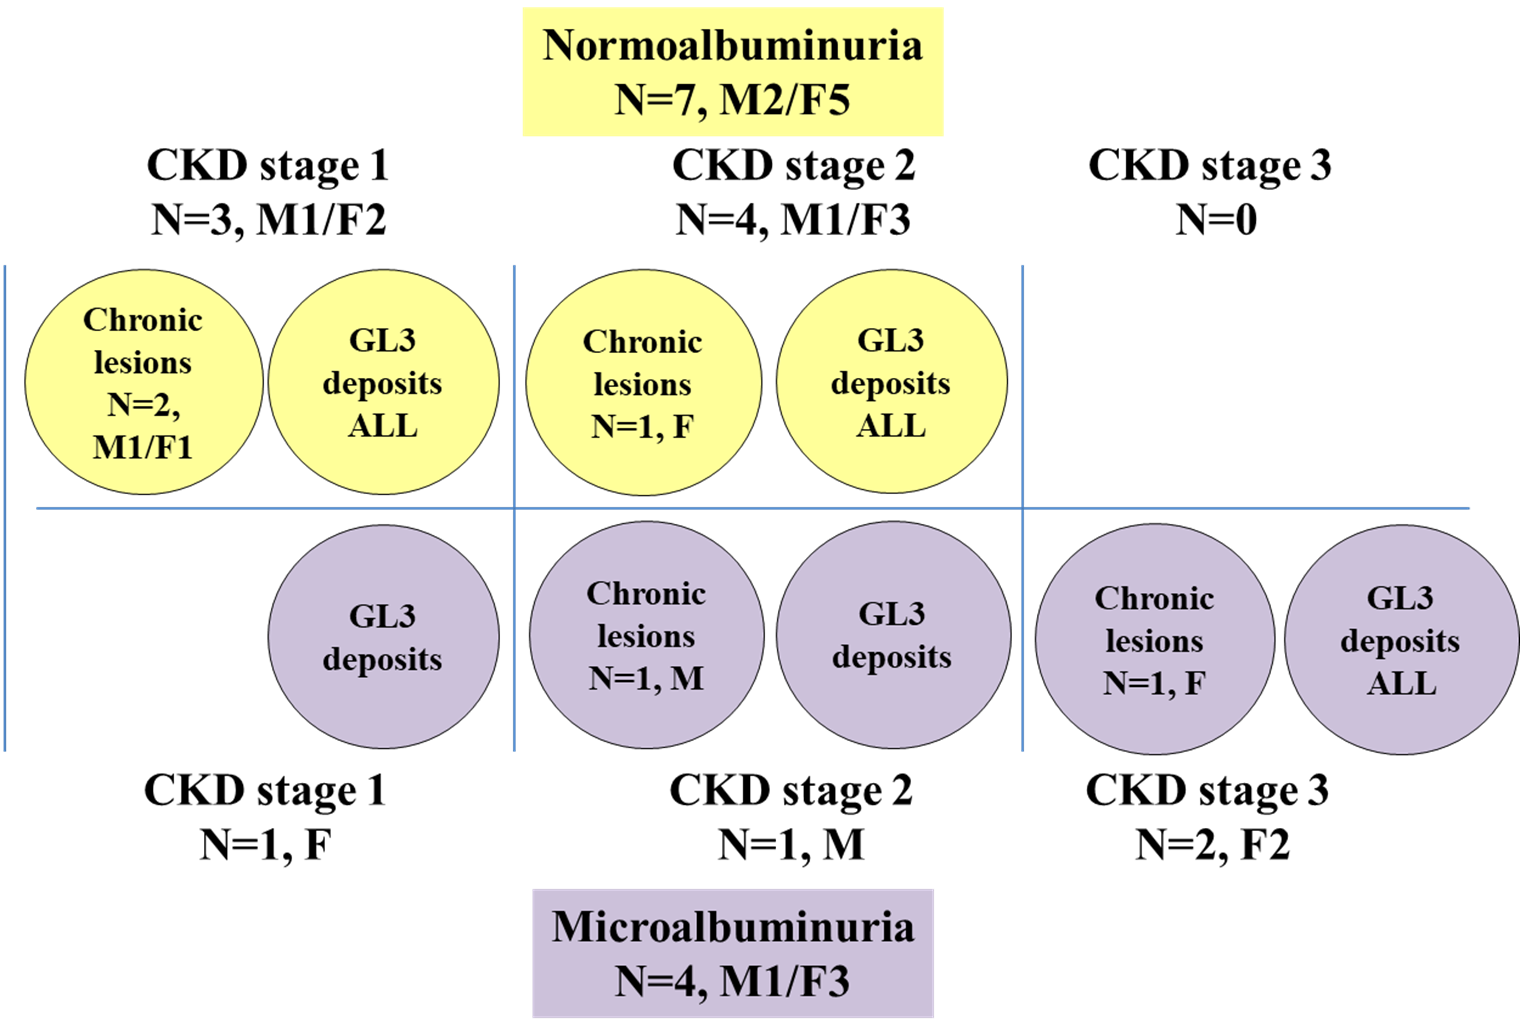 Normoalbuminuria
N=7, M2/F5
CKD stage 1
N=3, M1/F2
CKD stage 2
N=4, M1/F3
CKD stage 3
N=0
Chronic
lesions
N=2,
M1/F1
GL3
deposits
ALL
Chronic
lesions
N=1, F
GL3
deposits
ALL
GL3
deposits
Chronic
lesions
N=1, M
GL3
deposits
Chronic
lesions
N=1, F
GL3
deposits
ALL
CKD stage 1
N=1, F
CKD stage 2
N=1, M
CKD stage 3
N=2, F2
Microalbuminuria
N=4, M1/F3